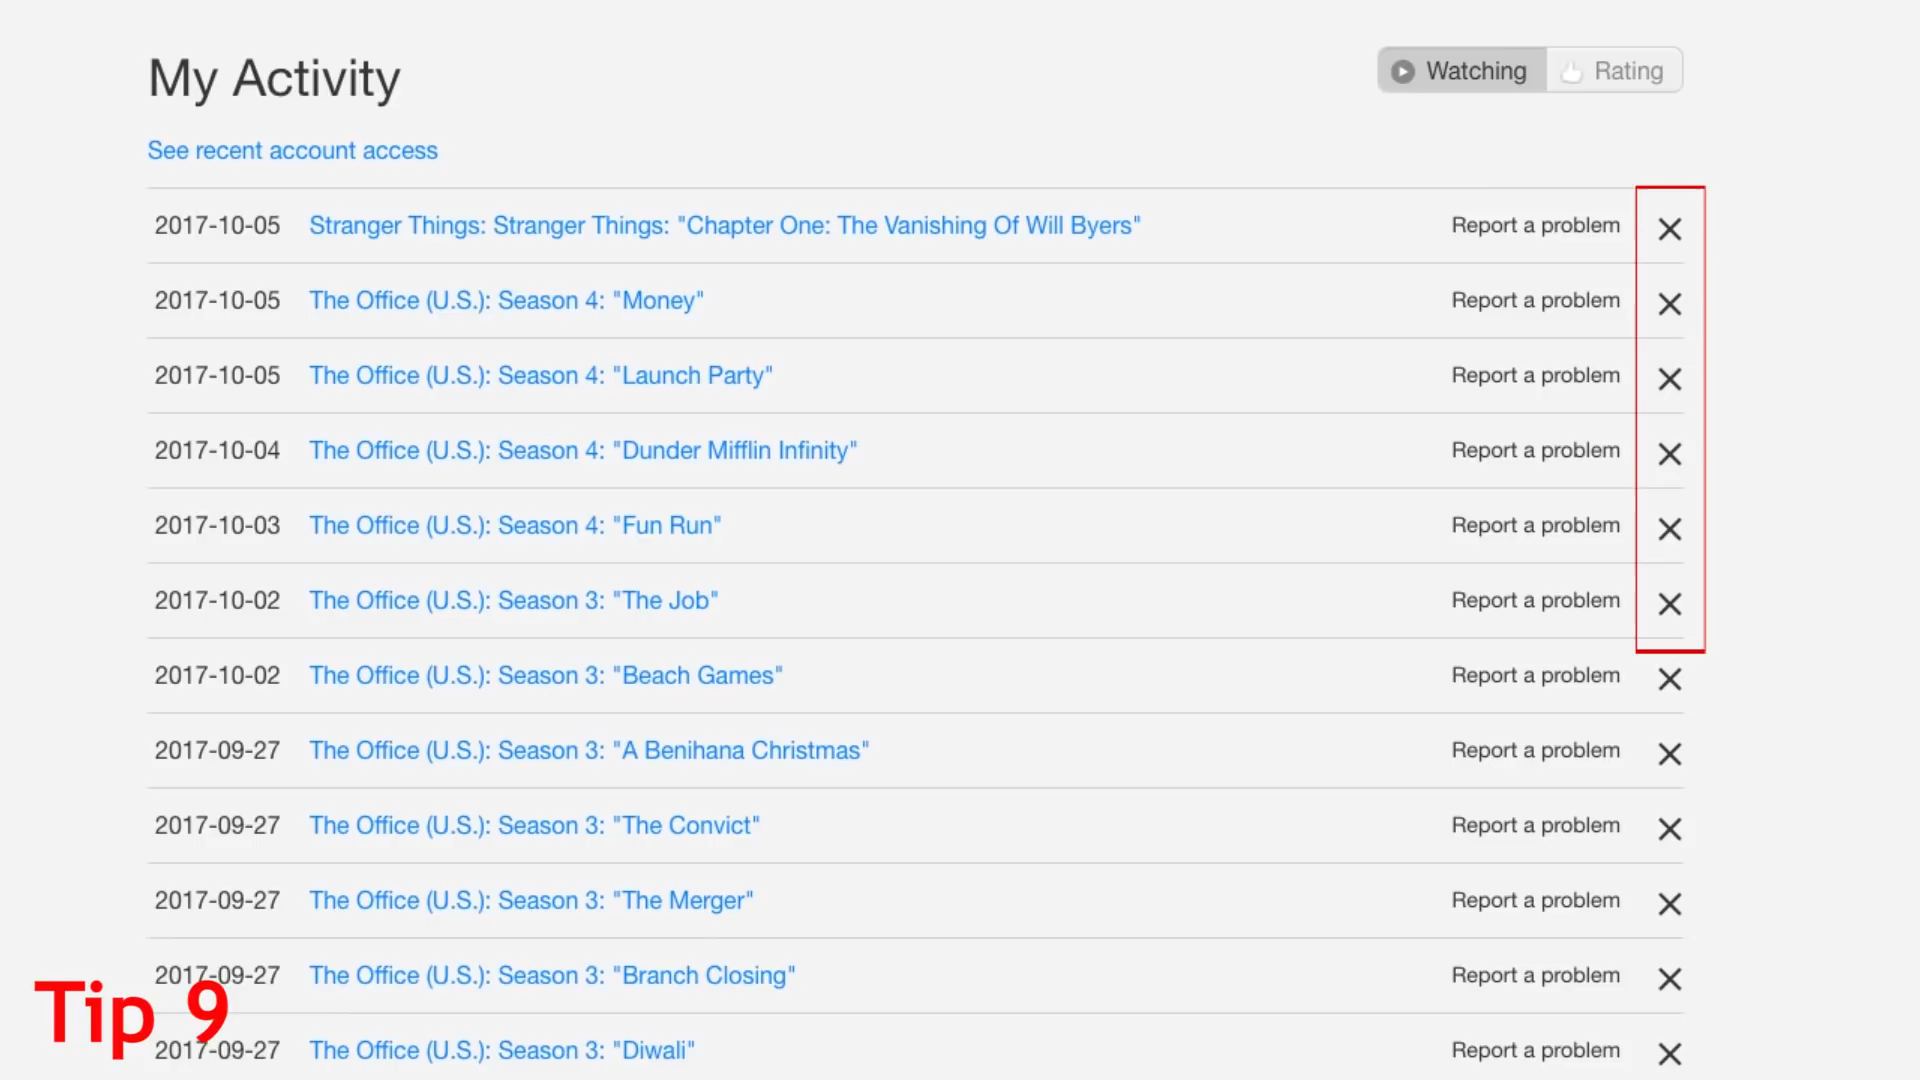 My Activity
Watching
Rating
See recent account access
2017-10-05 Stranger Things: Stranger Things: "Chapter One: The Vanishing Of Will Byers" Report a problem
2017-10-05 The Office (U.S.): Season 4: "Money" Report a problem
2017-10-05 The Office (U.S.): Season 4: "Launch Party" Report a problem
2017-10-04 The Office (U.S.): Season 4: "Dunder Mifflin Infinity" Report a problem
2017-10-03 The Office (U.S.): Season 4: "Fun Run" Report a problem
2017-10-02 The Office (U.S.): Season 3: "The Job" Report a problem
2017-10-02 The Office (U.S.): Season 3: "Beach Games" Report a problem
2017-09-27 The Office (U.S.): Season 3: "A Benihana Christmas" Report a problem
2017-09-27 The Office (U.S.): Season 3: "The Convict" Report a problem
2017-09-27 The Office (U.S.): Season 3: "The Merger" Report a problem
2017-09-27 The Office (U.S.): Season 3: "Branch Closing" Report a problem
Tip 9
2017-09-27 The Office (U.S.): Season 3: "Diwali" Report a problem